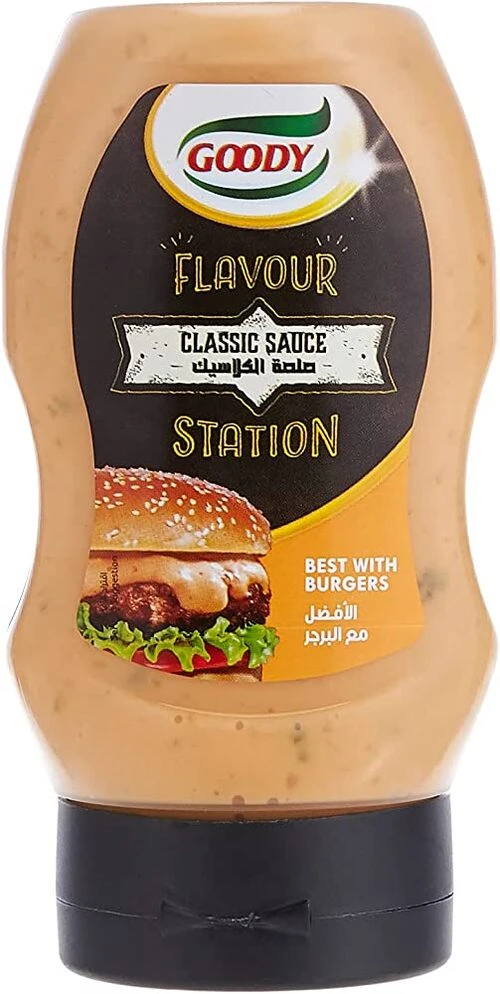 GOODY
FLAVOUR
CLASSIC SAUCE
صلصة الكلاسيك
STATION
BEST WITH
BURGERS
الأفضل
مع البرجر